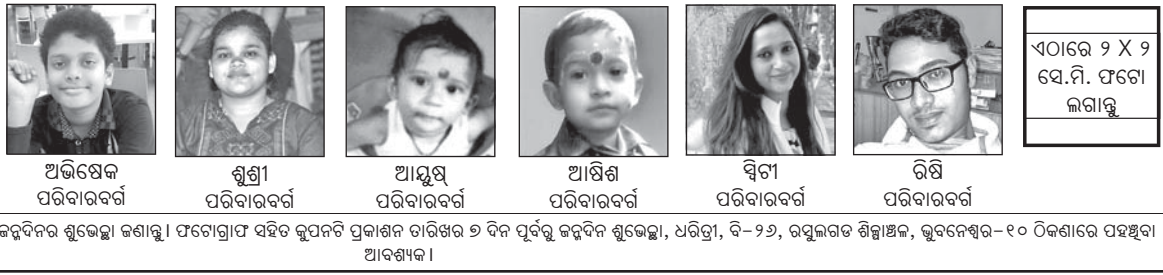 ଅଭିଷେକ
ପରିବାରବର୍ଗ
ଶୁଶ୍ରୀ
ପରିବାରବର୍ଗ
ଆୟୁଷ୍
ପରିବାରବର୍ଗ
ଆଷିଶ
ପରିବାରବର୍ଗ
ସ୍ୱିଟୀ
ପରିବାରବର୍ଗ
ରିଷି
ପରିବାରବର୍ଗ
ଏଠାରେ ୨ X ୨
ସେ.ମି. ଫଟୋ
ଲଗାନ୍ତୁ
ଜନ୍ମଦିନର ଶୁଭେଚ୍ଛା ଜଣାନ୍ତୁ। ଫଟୋଗ୍ରାଫ ସହିତ କୁପନଟି ପ୍ରକାଶନ ତାରିଖର ୭ ଦିନ ପୂର୍ବରୁ ଜନ୍ମଦିନ ଶୁଭେଚ୍ଛା, ଧରିତ୍ରୀ, ବି-୨୬, ରସୁଲଗଡ ଶିଳ୍ପାଞ୍ଚଳ, ଭୁବନେଶ୍ୱର-୧୦ ଠିକଣାରେ ପହଞ୍ଚିବା
ଆବଶ୍ୟକ।